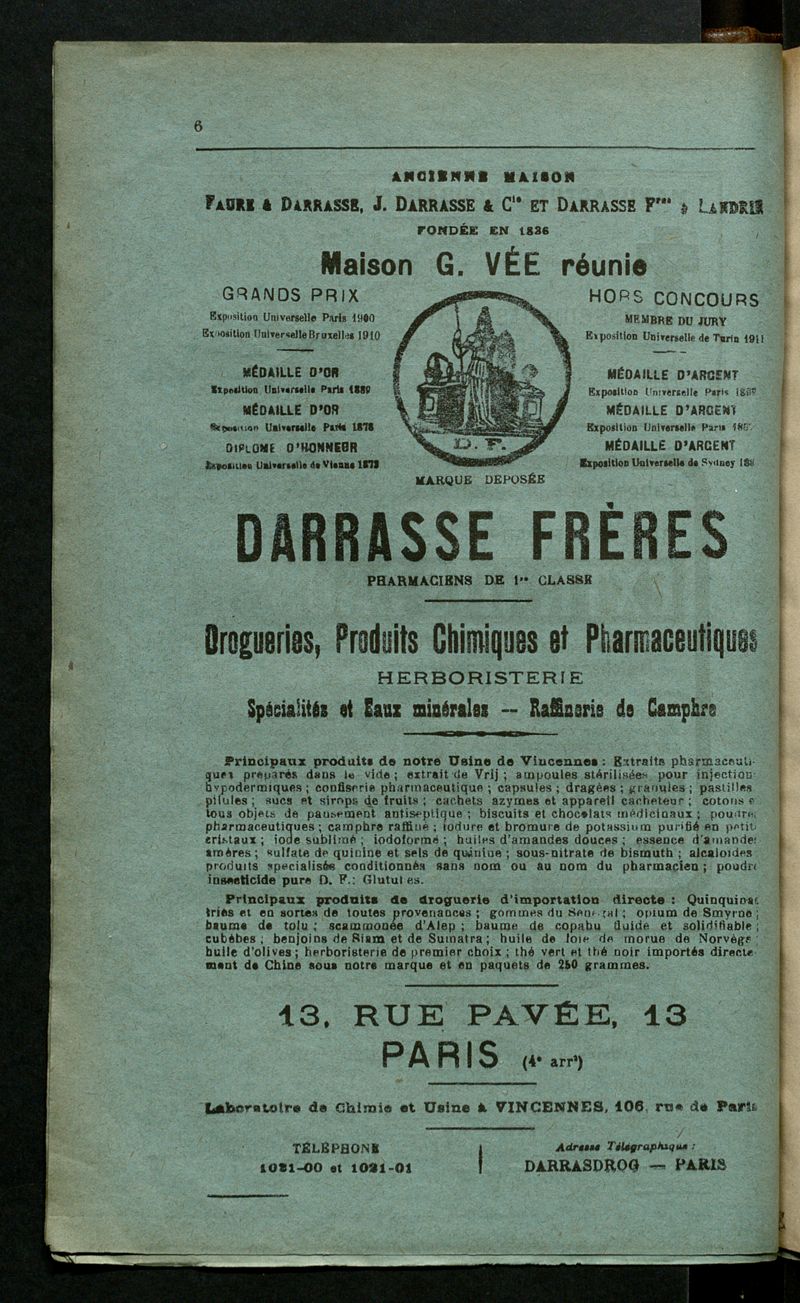 6
ANCIENNE MAISON
FAURE & DARRASSE, J. DARRASSE & Cie ET DARRASSE Fres & LANDRIN
FONDÉE EN 1836
Maison G. VÉE réunie
GRANDS PRIX
Exposition Universelle Paris 1900
Exposition Universelle Bruxelles 1910
MÉDAILLE D'OR
Exposition Universelle Paris 1889
MÉDAILLE D'OR
Exposition Universelle Paris 1878
DIPLOME D'HONNEUR
Exposition Universelle de Vienne 1873
D. F.
MARQUE DEPOSÉE
HORS CONCOURS
MEMBRE DU JURY
Exposition Universelle de Turin 1911
MÉDAILLE D'ARGENT
Exposition Universelle Paris
MÉDAILLE D'ARGENT
Exposition Universelle Paris
MÉDAILLE D'ARGENT
Exposition Universelle de Sydney
DARRASSE FRÈRES
PHARMACIENS DE 1re CLASSE
Drogueries, Produits Chimiques et Pharmaceutiques
HERBORISTERIE
Spécialités et Eaux minérales — Raffinerie de Camphre
Principaux produits de notre Usine de Vincennes : Extraits pharmaceuti-
ques préparés dans le vide ; extrait de Vrij ; ampoules stérilisées pour injection
hypodermiques ; confiserie pharmaceutique ; capsules ; dragées ; granules ; pastilles
pilules ; sucs et sirops de fruits ; cachets azymes et appareil cacheteur ; cotons e
tous objets de pansement antiseptique ; biscuits et chocolats médicinaux ; poudres
pharmaceutiques ; camphre raffiné ; iodure et bromure de potassium purifié en petit
cristaux ; iode sublimé ; iodoforme ; huiles d'amandes douces ; essence d'amande
amères ; sulfate de quinine et sels de quinine ; sous-nitrate de bismuth ; alcaloïdes
produits specialisés conditionnés sans nom ou au nom du pharmacien ; poudr
insecticide pure D. F.: Glutules.
Principaux produits de droguerie d'importation directe : Quinquinas
triés et en sortes de toutes provenances ; gommes du Sénégal ; opium de Smyrne ;
baume de tolu ; scammonée d'Alep ; baume de copahu fluide et solidifiable ;
cubèbes ; benjoins de Siam et de Sumatra ; huile de foie de morue de Norvège
huile d'olives ; herboristerie de premier choix ; thé vert et thé noir importés directe-
ment de Chine sous notre marque et en paquets de 250 grammes.
13, RUE PAVÉE, 13
PARIS (4e arrt)
Laboratoire de Chimie et Usine à VINCENNES, 106, rue de Paris
TÉLÉPHONE
1021-00 et 1021-01
Adresse Télégraphique :
DARRASDROG — PARIS